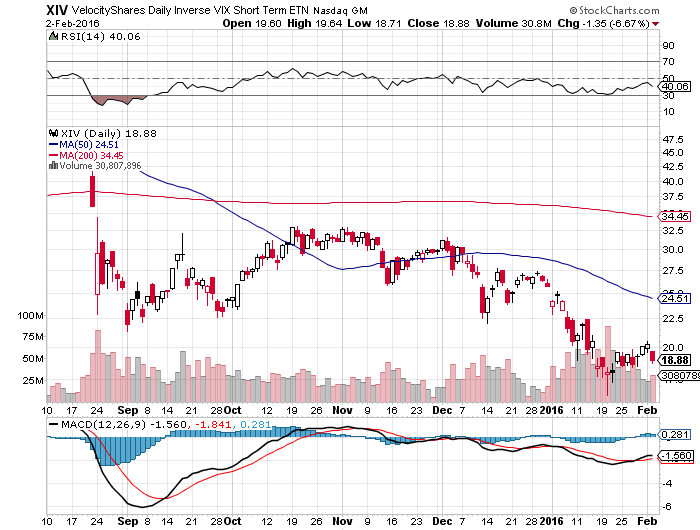 XIV VelocityShares Daily Inverse VIX Short Term ETN Nasdaq GM © StockCharts.com
2-Feb-2016 Open 19.60 High 19.64 Low 18.71 Close 18.88 Volume 30.8M Chg -1.35 (-6.67%)
RSI(14) 40.06
90
70
50
40.06
30
10
XIV (Daily) 18.88
MA(50) 24.51
MA(200) 34.45
Volume 30,807,896
47.5
45.0
42.5
40.0
37.5
34.45
32.5
30.0
27.5
24.51
22.5
20.0
18.88
3080789
100M
75M
50M
25M
10 17 24 Sep 8 14 21 28 Oct 12 19 26 Nov 9 16 23 Dec 7 14 21 28 2016 11 19 25 Feb
MACD(12,26,9) -1.560, -1.841, 0.281
0.281
-1.560
-4
-6
10 17 24 Sep 8 14 21 28 Oct 12 19 26 Nov 9 16 23 Dec 7 14 21 28 2016 11 19 25 Feb